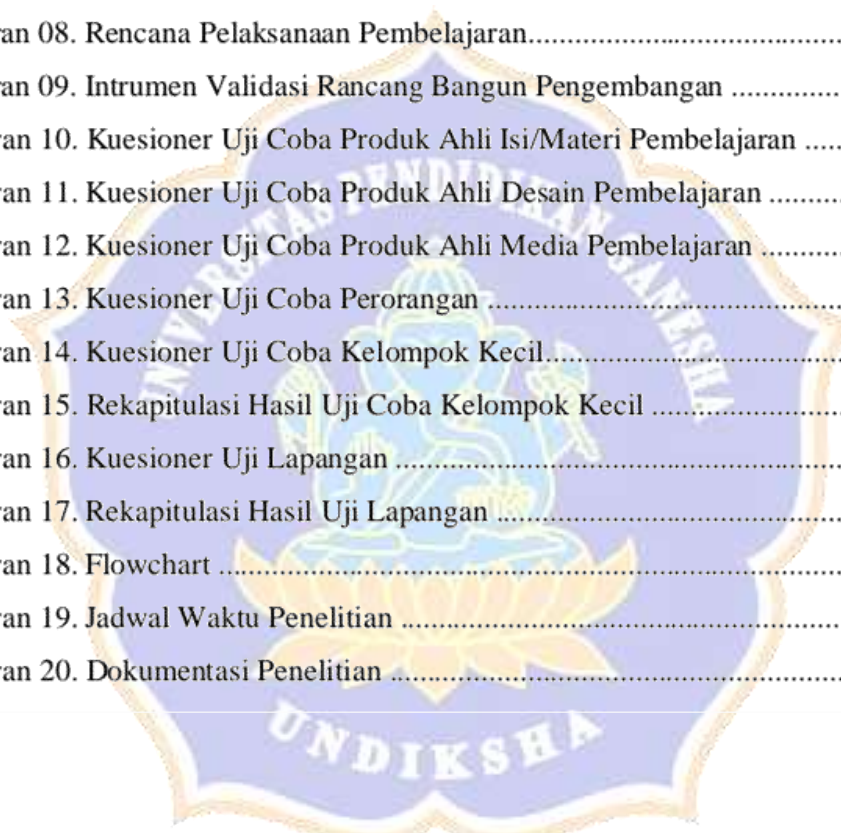 ran 08. Rencana Pelaksanaan Pembelajaran.......................................
ran 09. Intrumen Validasi Rancang Bangun Pengembangan ...............
ran 10. Kuesioner Uji Coba Produk Ahli Isi/Materi Pembelajaran .....
ran 11. Kuesioner Uji Coba Produk Ahli Desain Pembelajaran ..........
ran 12. Kuesioner Uji Coba Produk Ahli Media Pembelajaran ...........
ran 13. Kuesioner Uji Coba Perorangan .............................................
ran 14. Kuesioner Uji Coba Kelompok Kecil.....................................
ran 15. Rekapitulasi Hasil Uji Coba Kelompok Kecil ........................
ran 16. Kuesioner Uji Lapangan .........................................................
ran 17. Rekapitulasi Hasil Uji Lapangan ............................................
ran 18. Flowchart ................................................................................
ran 19. Jadwal Waktu Penelitian ........................................................
ran 20. Dokumentasi Penelitian ..........................................................
UNIVERSITAS PENDIDIKAN GANESHA
UNDIKSHA